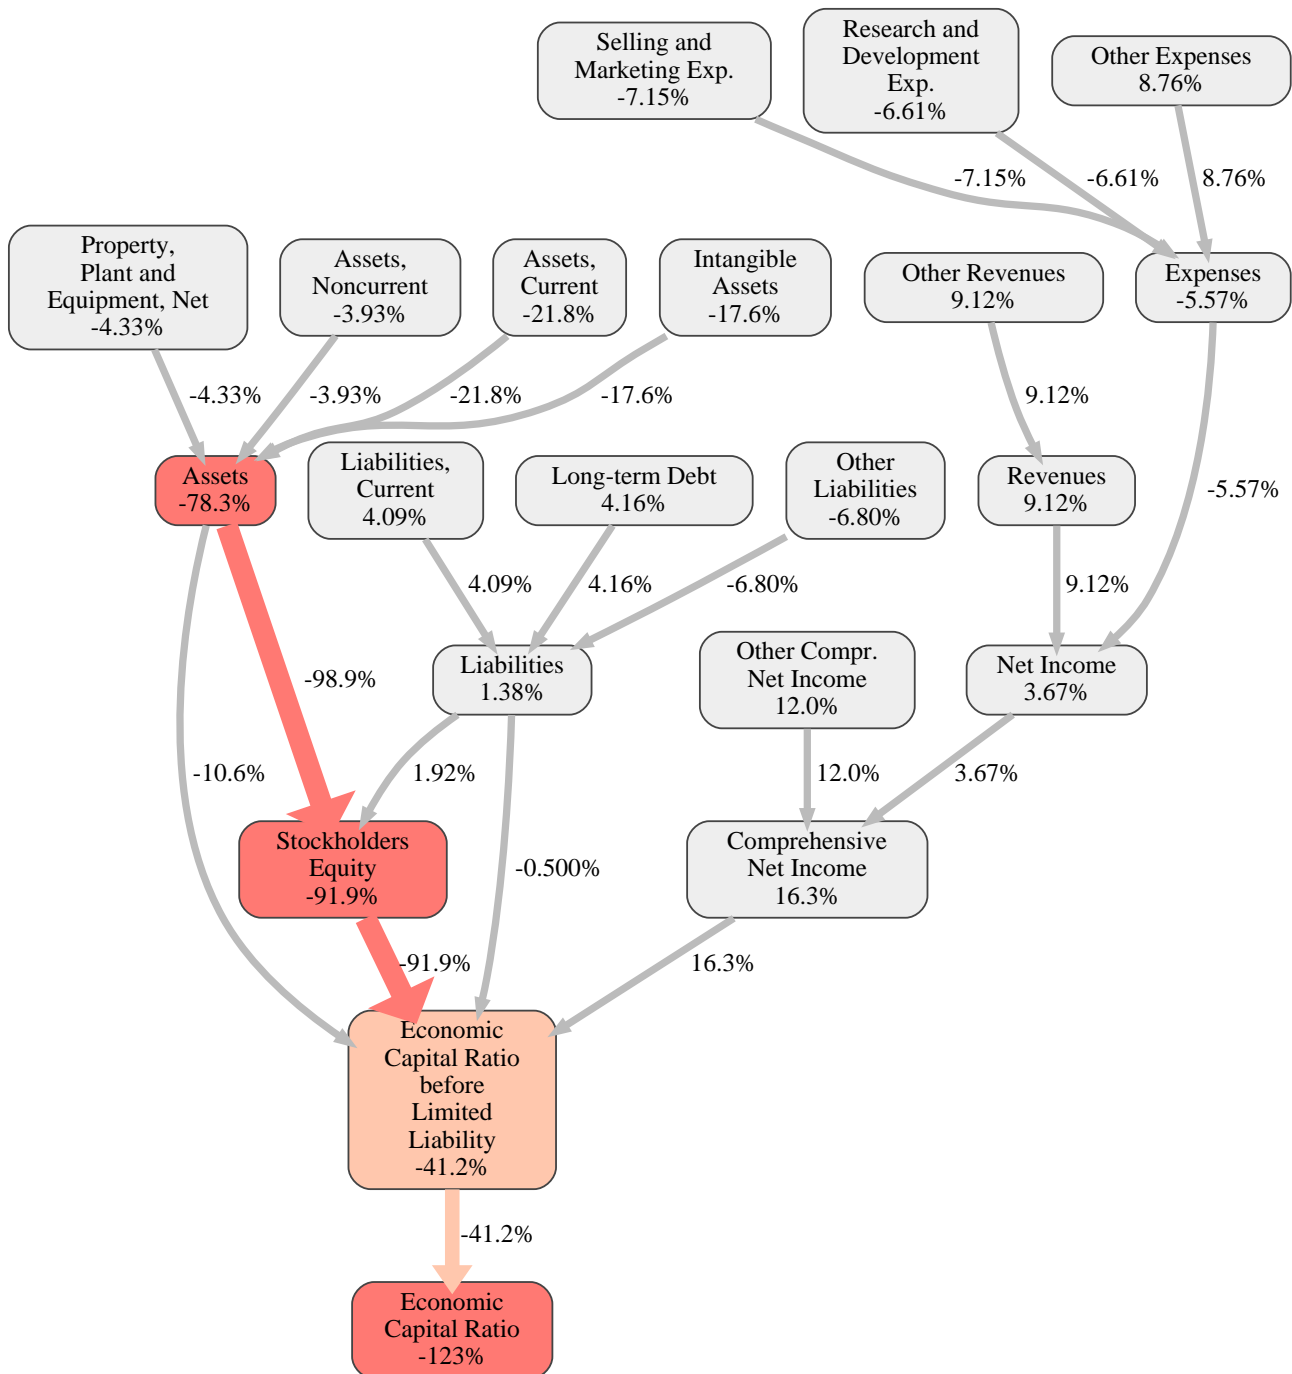 Selling and
Marketing Exp.
-7.15%
Research and
Development
Exp.
-6.61%
Other Expenses
8.76%
-7.15%
-6.61%
8.76%
Property,
Plant and
Equipment, Net
-4.33%
Assets,
Noncurrent
-3.93%
Assets,
Current
-21.8%
Intangible
Assets
-17.6%
Other Revenues
9.12%
Expenses
-5.57%
-4.33%
-3.93%
-21.8%
-17.6%
9.12%
Assets
-78.3%
Liabilities,
Current
4.09%
Long-term Debt
4.16%
Other
Liabilities
-6.80%
Revenues
9.12%
-5.57%
4.09%
4.16%
-6.80%
9.12%
-98.9%
Liabilities
1.38%
Other Compr.
Net Income
12.0%
Net Income
3.67%
-10.6%
1.92%
12.0%
3.67%
Stockholders
Equity
-91.9%
-0.500%
Comprehensive
Net Income
16.3%
-91.9%
16.3%
Economic
Capital Ratio
before
Limited
Liability
-41.2%
-41.2%
Economic
Capital Ratio
-123%